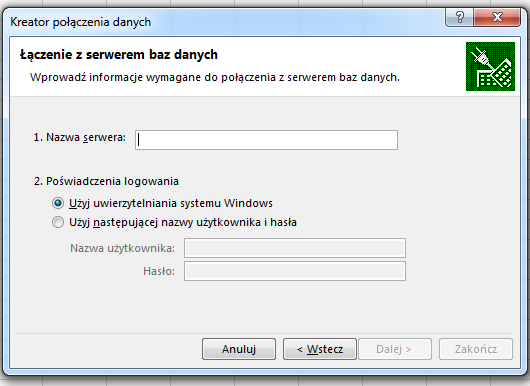 Kreator połączenia danych
Łączenie z serwerem baz danych
Wprowadź informacje wymagane do połączenia z serwerem baz danych.
1. Nazwa serwera:
2. Poświadczenia logowania
Użyj uwierzytelniania systemu Windows
Użyj następującej nazwy użytkownika i hasła
Nazwa użytkownika:
Hasło:
Anuluj < Wstecz Dalej > Zakończ